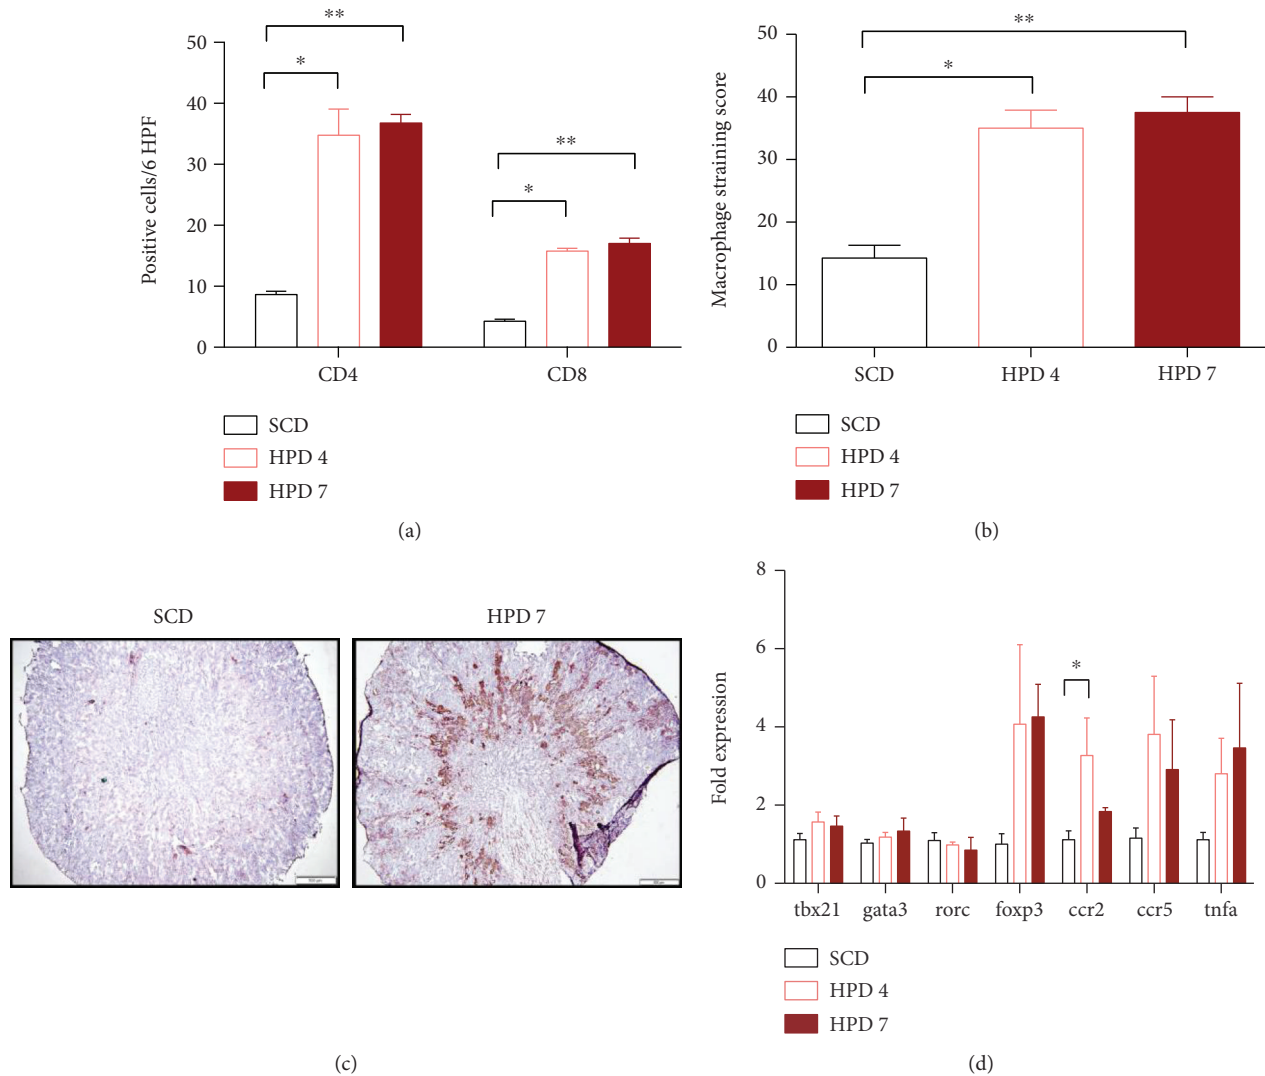 Positive cells/6 HPF
50
40
30
20
10
0
**
*
**
*
CD4
CD8
SCD
HPD 4
HPD 7
(a)
Macrophage straining score
50
40
30
20
10
0
**
*
SCD
HPD 4
HPD 7
SCD
HPD 4
HPD 7
(b)
SCD
HPD 7
(c)
Fold expression
8
6
4
2
0
*
tbx21
gata3
rorc
foxp3
ccr2
ccr5
tnfa
SCD
HPD 4
HPD 7
(d)